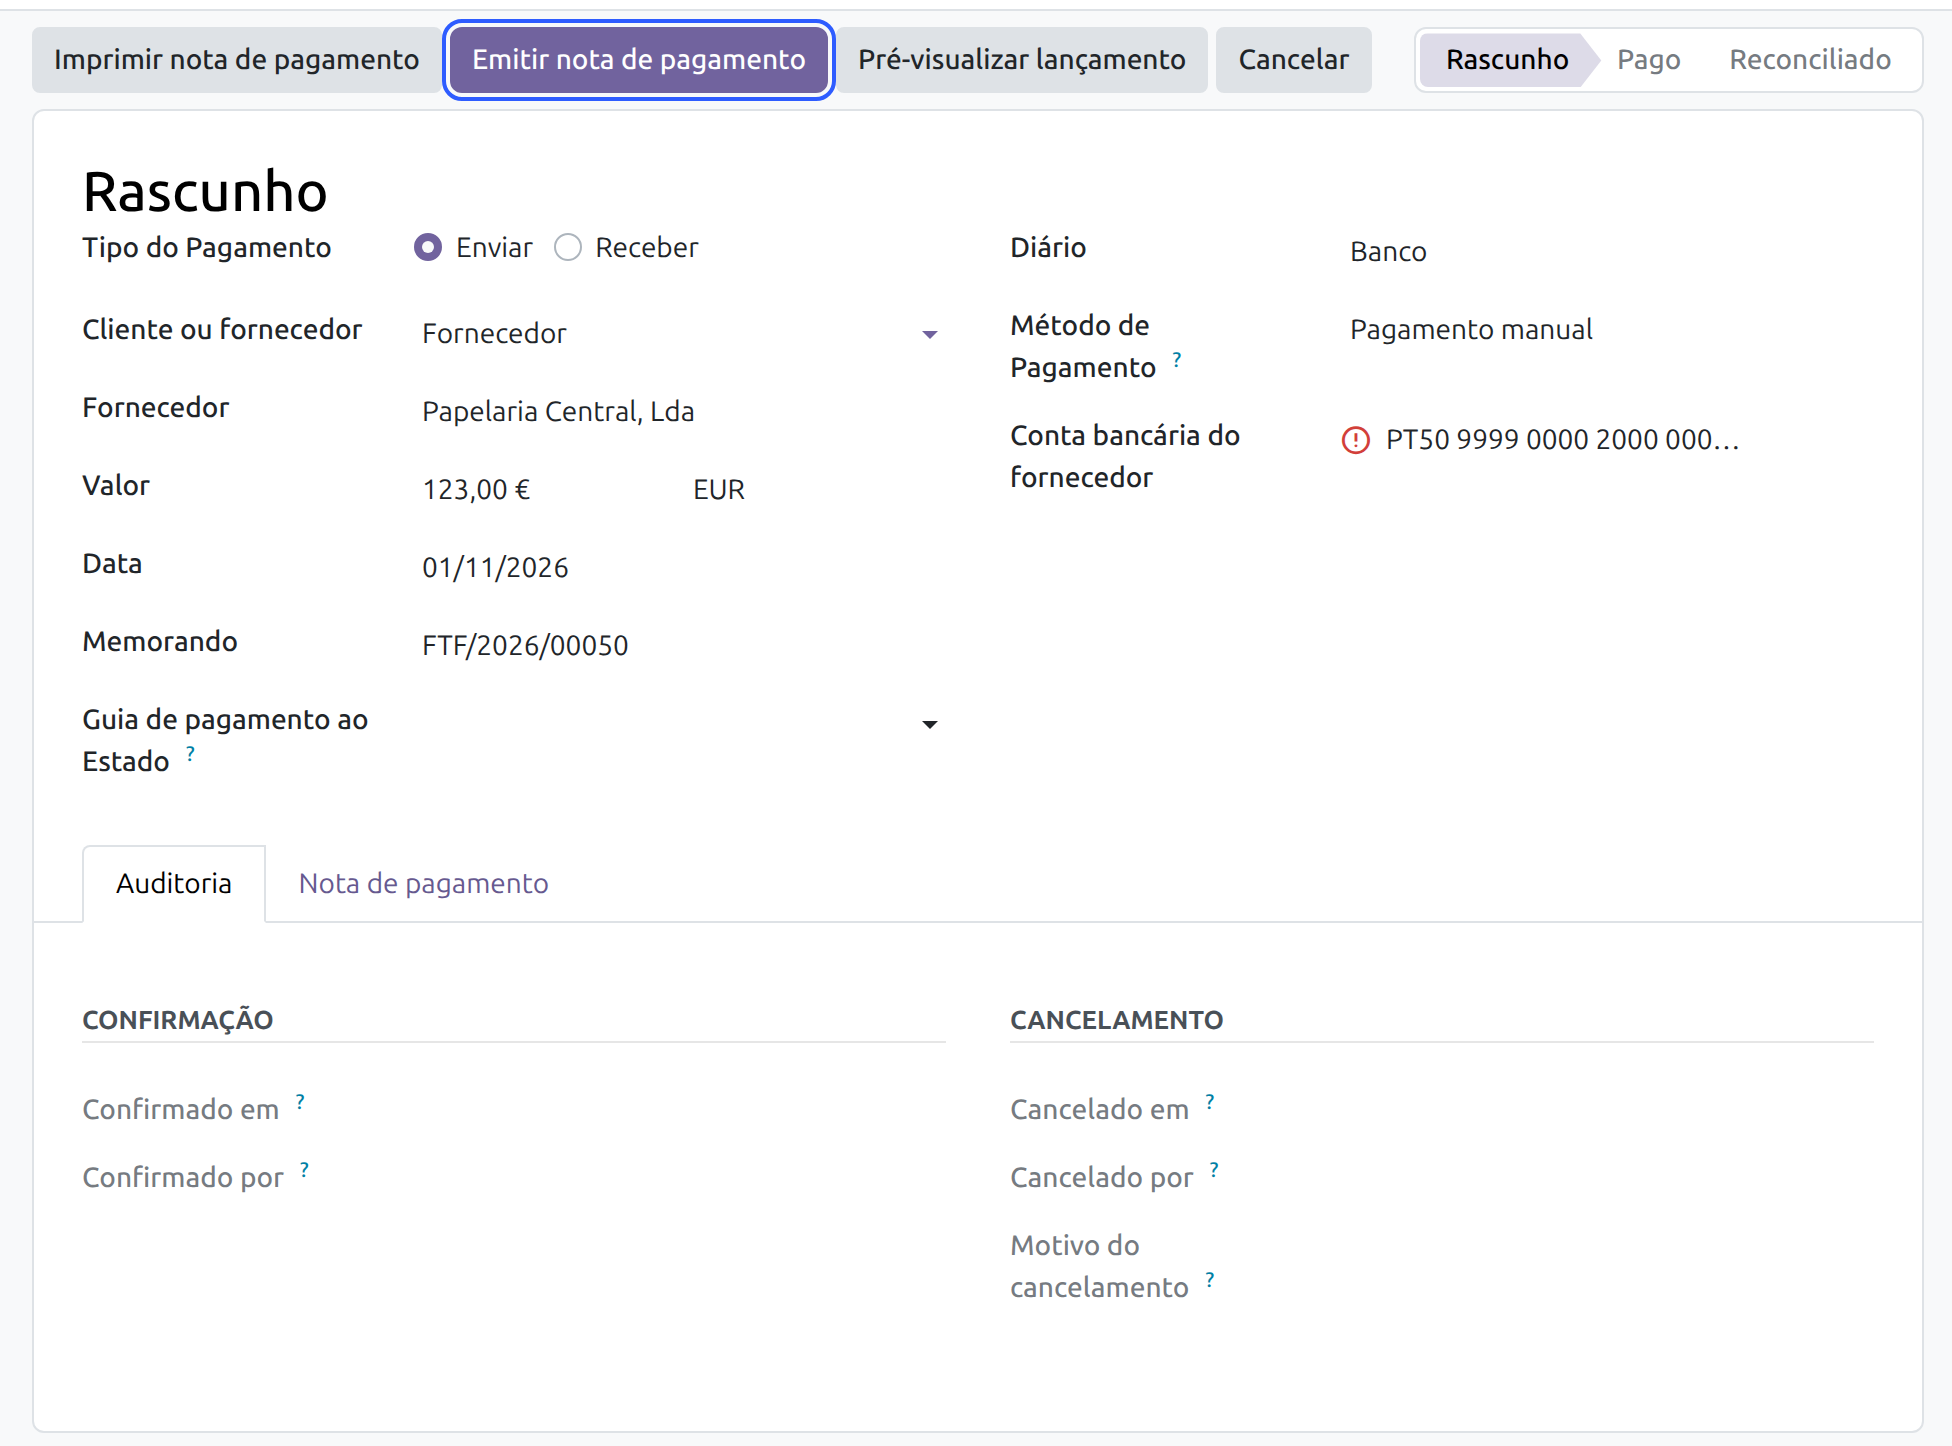 Imprimir nota de pagamento Emitir nota de pagamento Pré-visualizar lançamento Cancelar Rascunho Pago Reconciliado
Rascunho
Tipo do Pagamento Enviar Receber
Cliente ou fornecedor Fornecedor
Fornecedor Papelaria Central, Lda
Valor 123,00 € EUR
Data 01/11/2026
Memorando FTF/2026/00050
Guia de pagamento ao
Estado ?
Diário Banco
Método de
Pagamento ? Pagamento manual
Conta bancária do
fornecedor PT50 9999 0000 2000 000...
Auditoria Nota de pagamento
CONFIRMAÇÃO
Confirmado em ?
Confirmado por ?
CANCELAMENTO
Cancelado em ?
Cancelado por ?
Motivo do
cancelamento ?